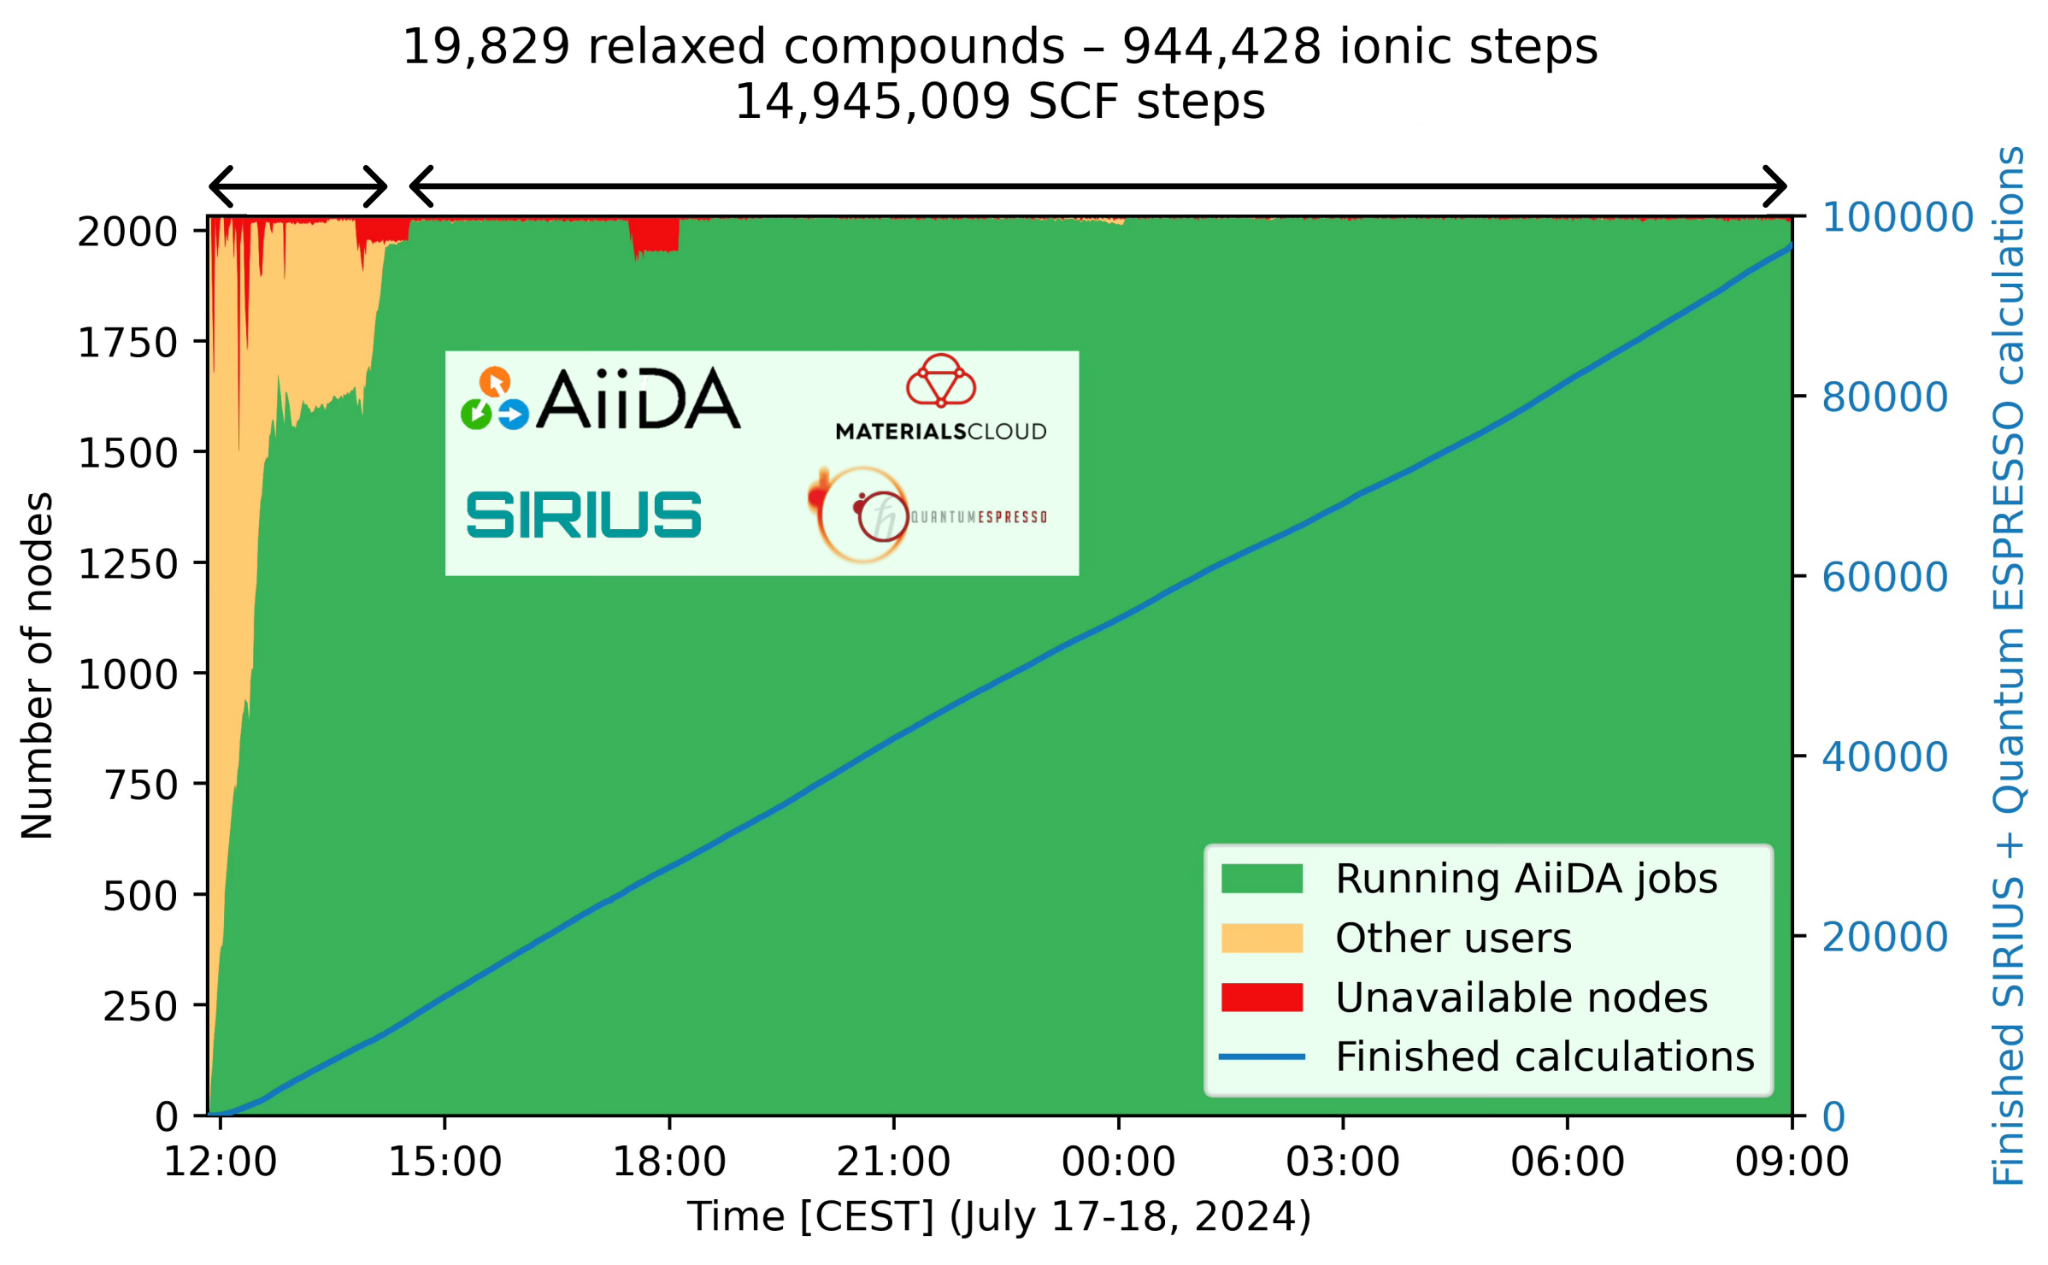 19,829 relaxed compounds – 944,428 ionic steps
14,945,009 SCF steps
Number of nodes
2000
1750
1500
1250
1000
750
500
250
0
AiiDA
MATERIALSCLOUD
SIRIUS
ħ QUANTUMESPRESSO
Running AiiDA jobs
Other users
Unavailable nodes
Finished calculations
100000
80000
60000
40000
20000
0
Finished SIRIUS + Quantum ESPRESSO calculations
12:00 15:00 18:00 21:00 00:00 03:00 06:00 09:00
Time [CEST] (July 17-18, 2024)